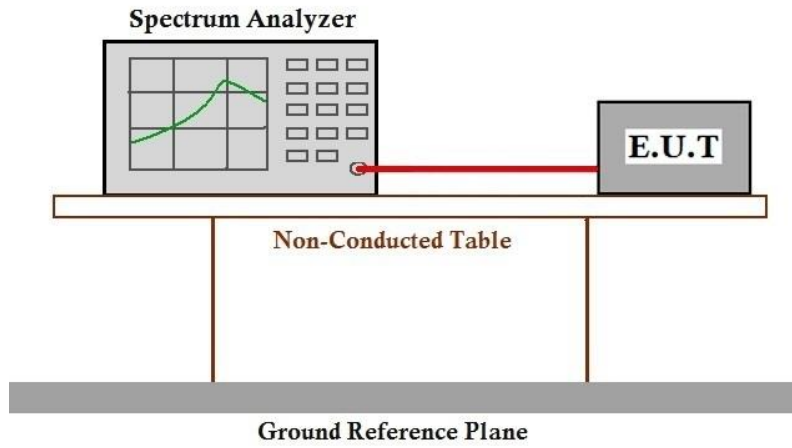 Spectrum Analyzer
E.U.T
Non-Conducted Table
Ground Reference Plane